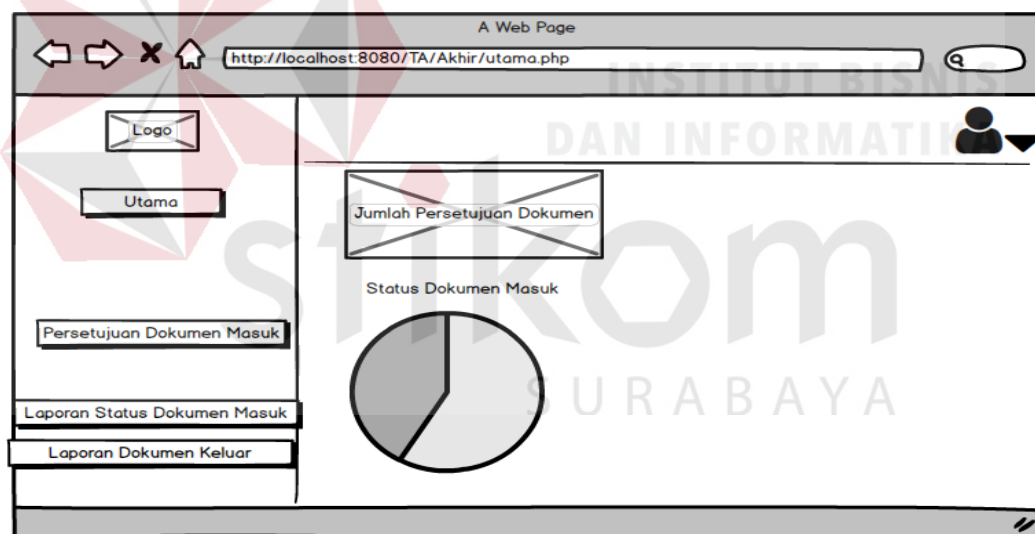 A Web Page
http://localhost:8080/TA/Akhir/utama.php
INSTITUT BISNIS
DAN INFORMATIKA
Logo
Utama
Jumlah Persetujuan Dokumen
Status Dokumen Masuk
stikom
Persetujuan Dokumen Masuk
SURABAYA
Laporan Status Dokumen Masuk
Laporan Dokumen Keluar